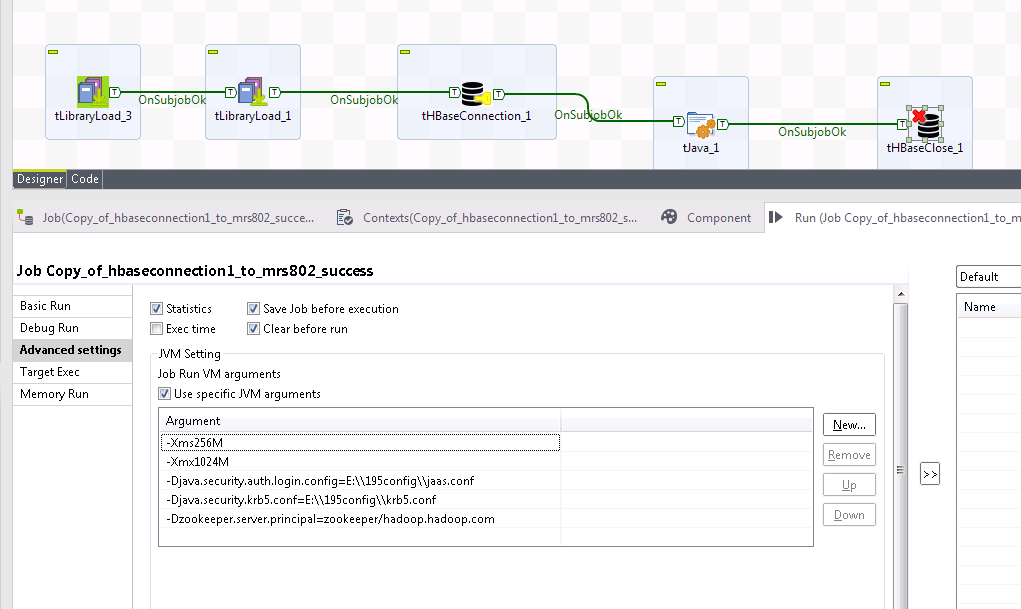 T OnSubjobOk T T OnSubjobOk T T OnSubjobOk T T OnSubjobOk T
tLibraryLoad_3 tLibraryLoad_1 tHBaseConnection_1 tJava_1 tHBaseClose_1
Designer Code
Job(Copy_of_hbaseconnection1_to_mrs802_succe... Contexts(Copy_of_hbaseconnection1_to_mrs802_s... Component Run (Job Copy_of_hbaseconnection1_to_m
Job Copy_of_hbaseconnection1_to_mrs802_success
Default
Name
Basic Run
Debug Run
Advanced settings
Target Exec
Memory Run
Statistics Save Job before execution
Exec time Clear before run
JVM Setting
Job Run VM arguments
Use specific JVM arguments
Argument
-Xms256M
-Xmx1024M
-Djava.security.auth.login.config=E:\\195config\\jaas.conf
-Djava.security.krb5.conf=E:\\195config\\krb5.conf
-Dzookeeper.server.principal=zookeeper/hadoop.hadoop.com
New...
Remove
Up
Down
>>